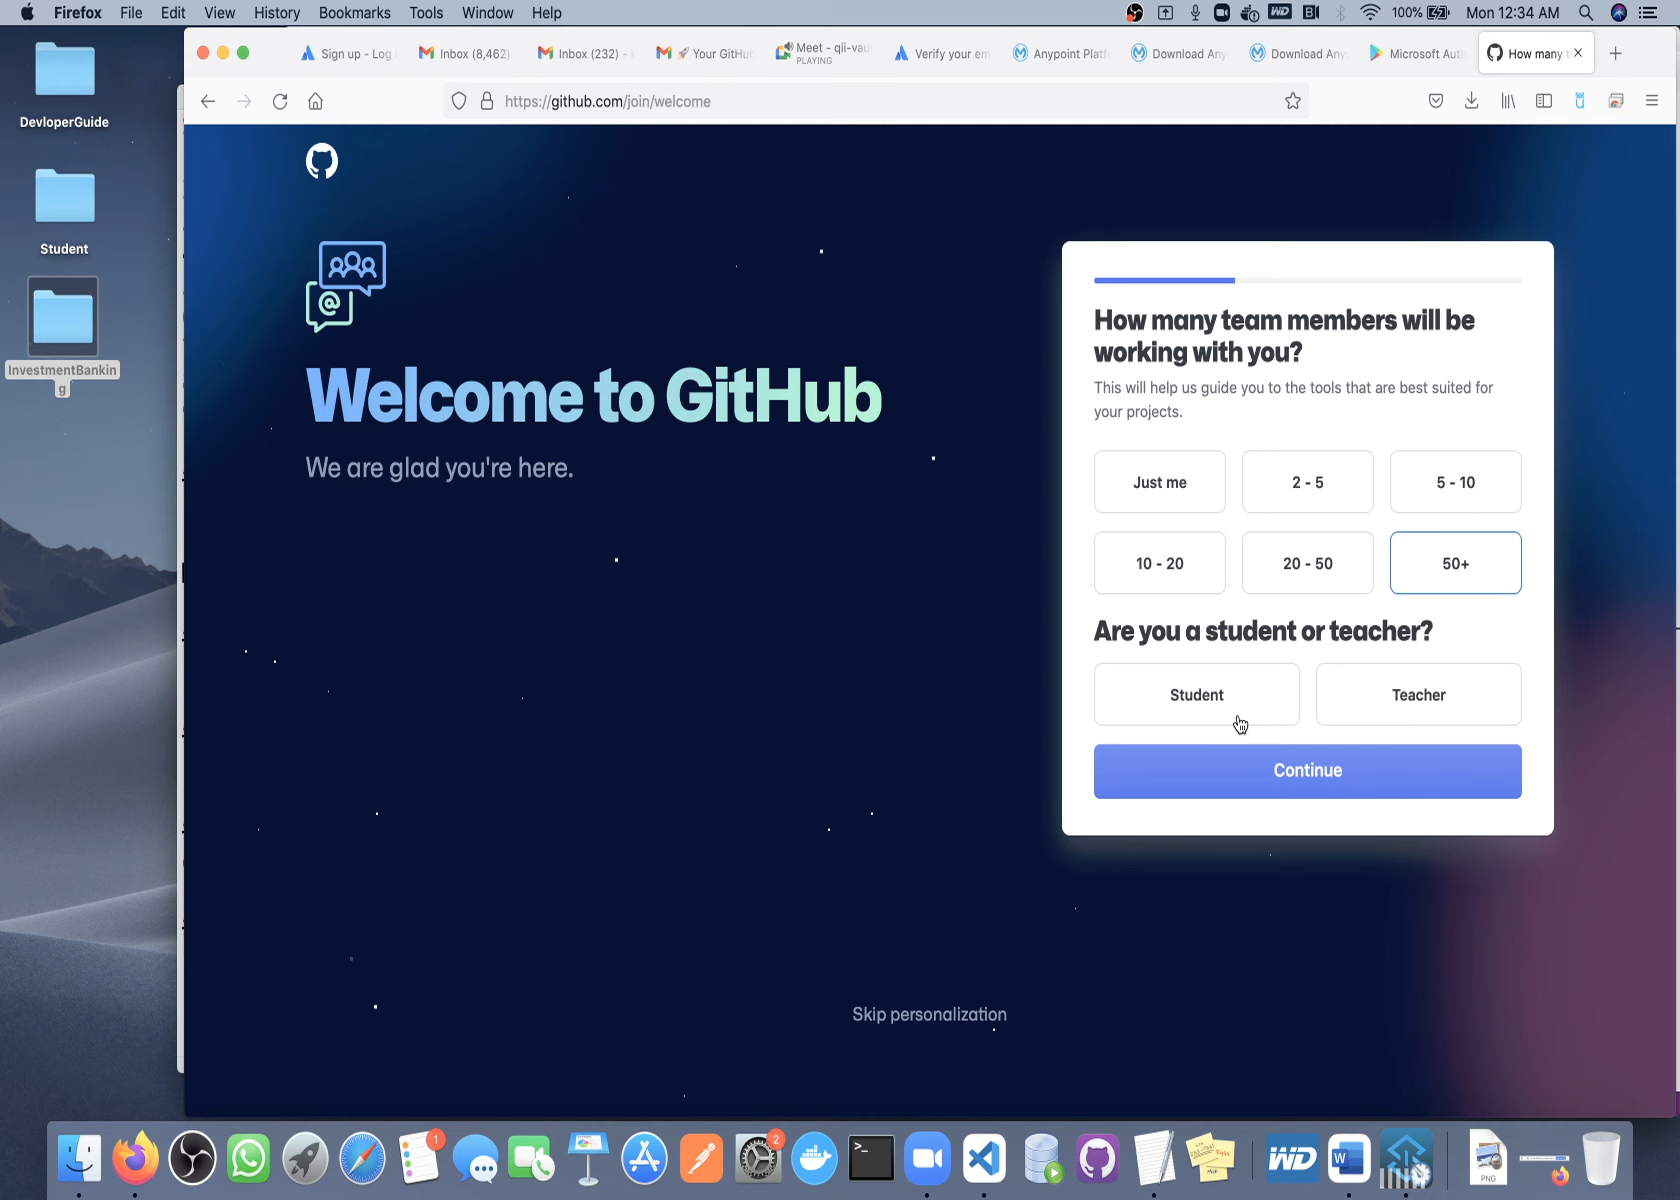 Firefox File Edit View History Bookmarks Tools Window Help
100% Mon 12:34 AM
Sign up - Log
Inbox (8,462)
Inbox (232) -
Your GitHu
Meet - qii-vau
PLAYING
Verify your em
Anypoint Platf
Download Any
Download Any
Microsoft Auth
How many t
https://github.com/join/welcome
DevloperGuide
Student
InvestmentBankin
g
Welcome to GitHub
We are glad you're here.
How many team members will be
working with you?
This will help us guide you to the tools that are best suited for
your projects.
Just me 2 - 5 5 - 10
10 - 20 20 - 50 50+
Are you a student or teacher?
Student Teacher
Continue
Skip personalization
1
2
WD
W
PNG